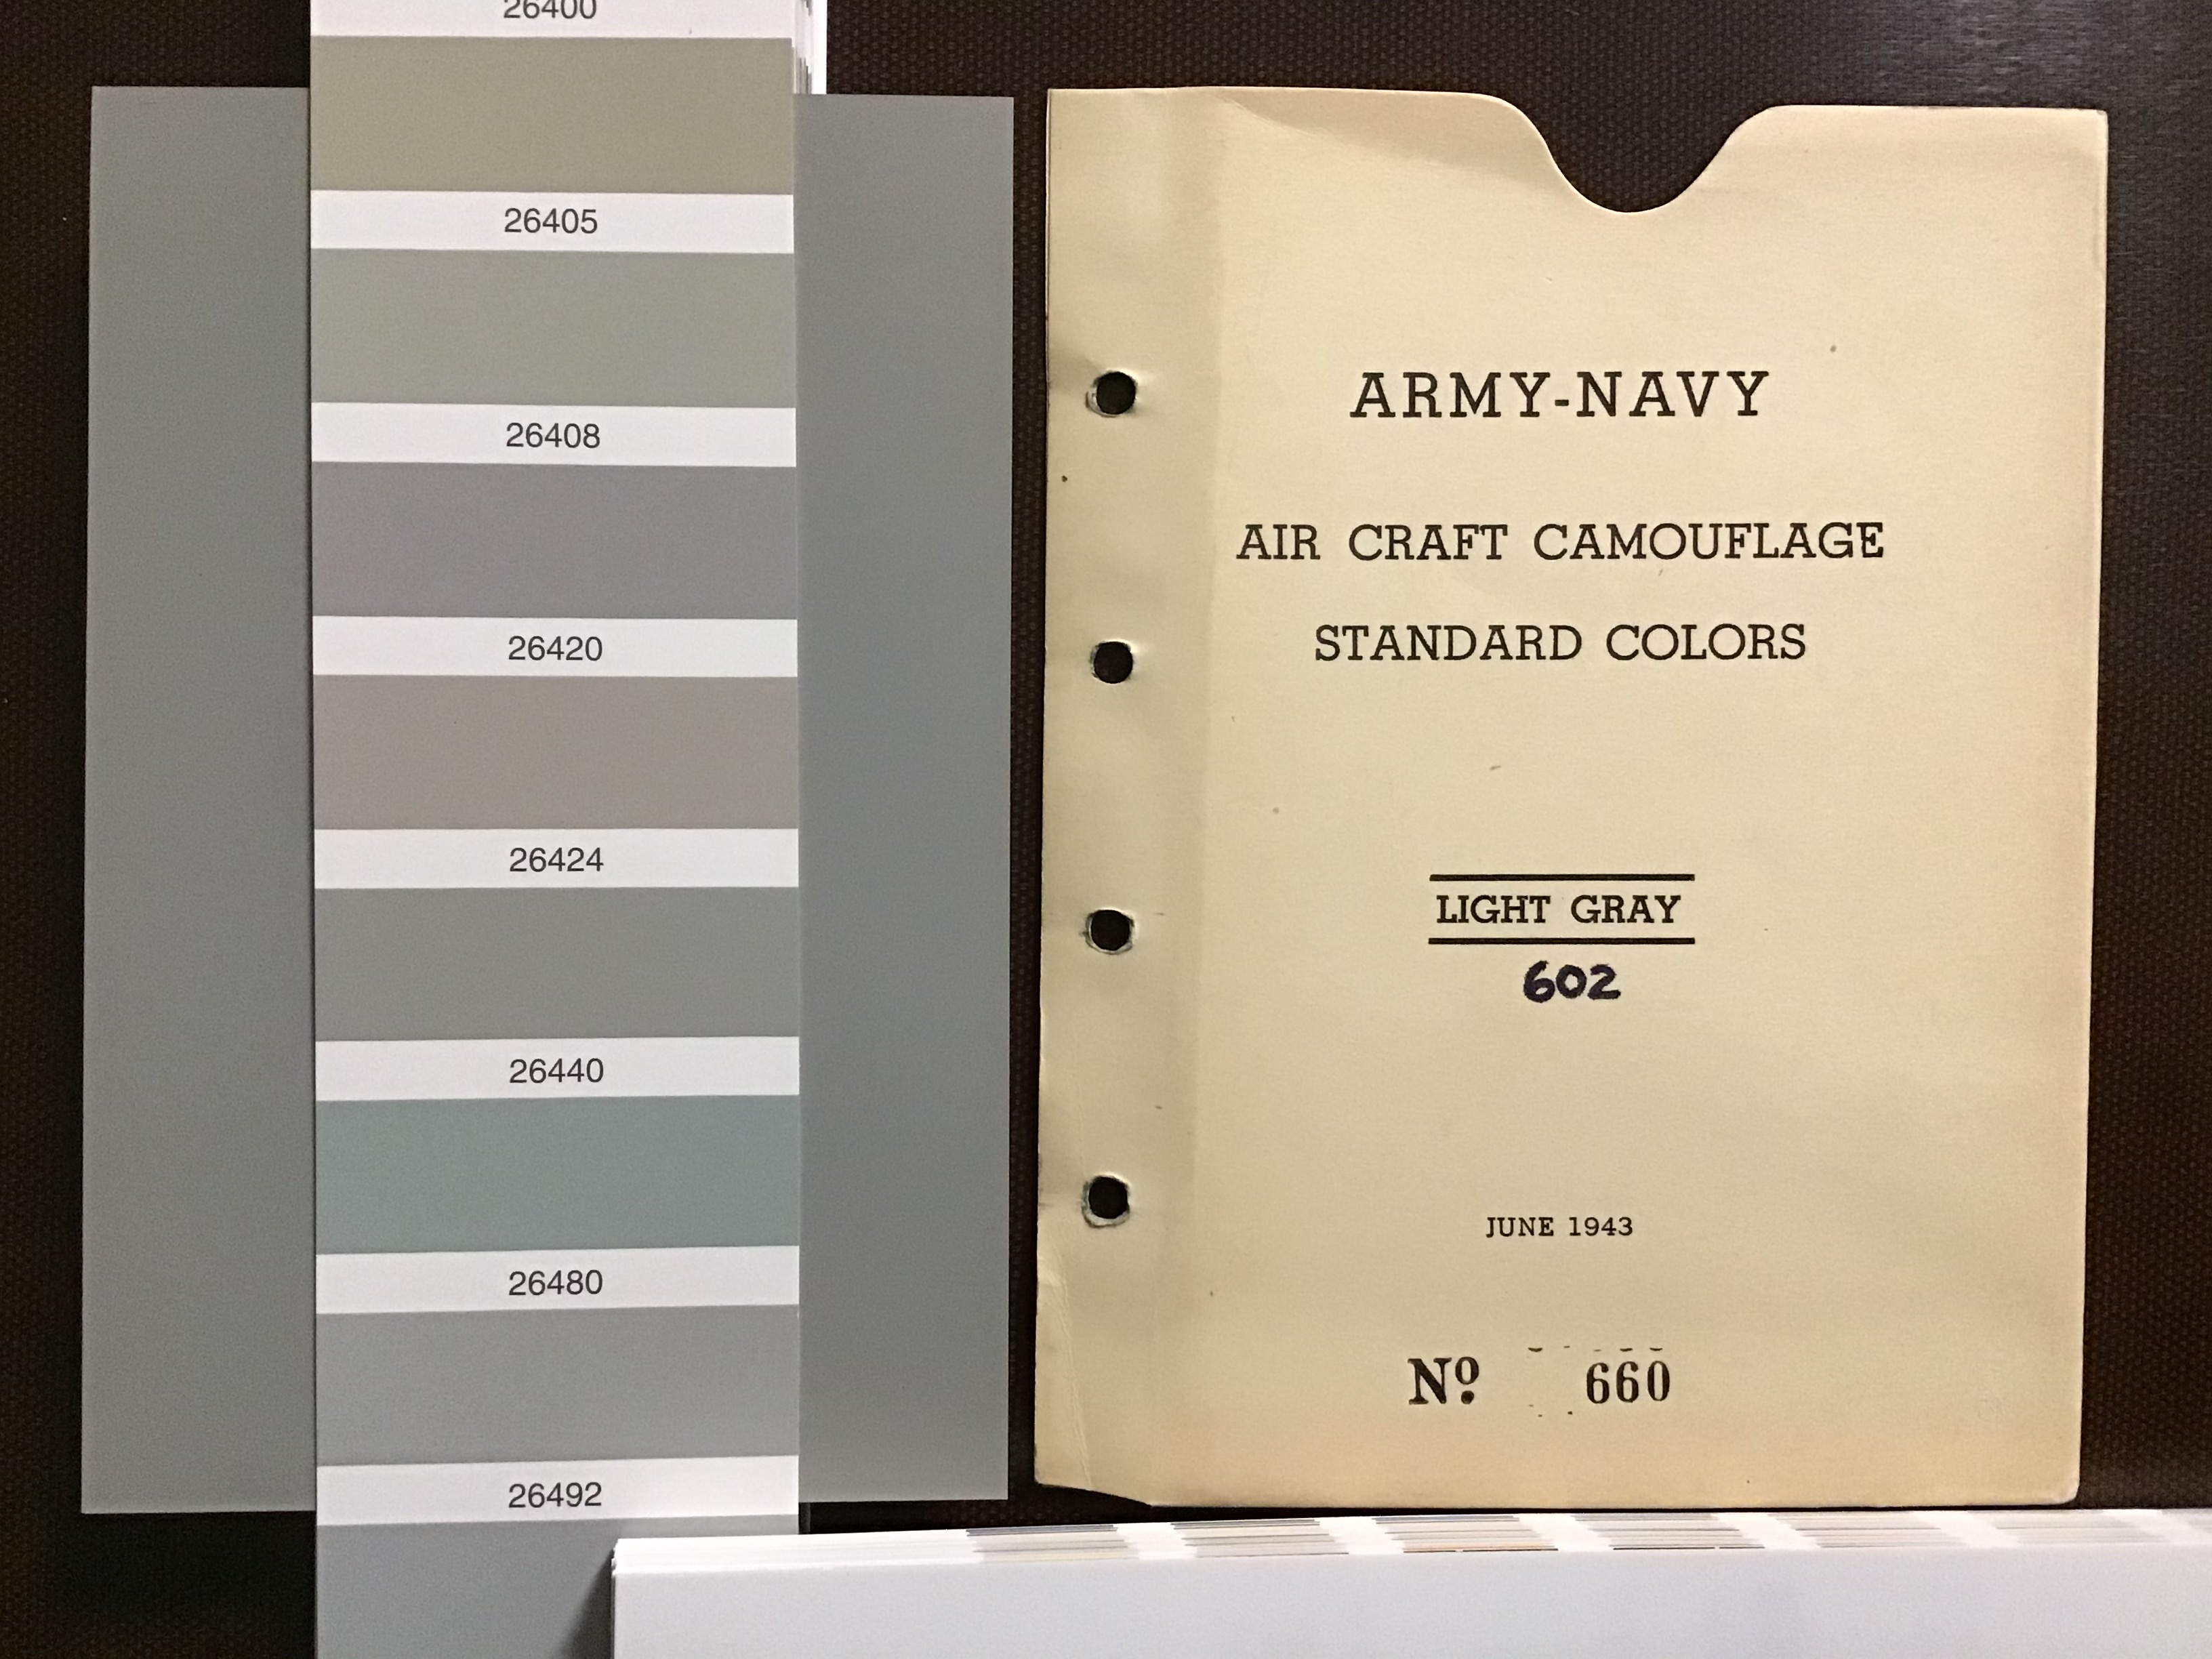 26400
26405
26408
26420
26424
26440
26480
26492
ARMY-NAVY
AIR CRAFT CAMOUFLAGE
STANDARD COLORS
LIGHT GRAY
602
JUNE 1943
Nº 660